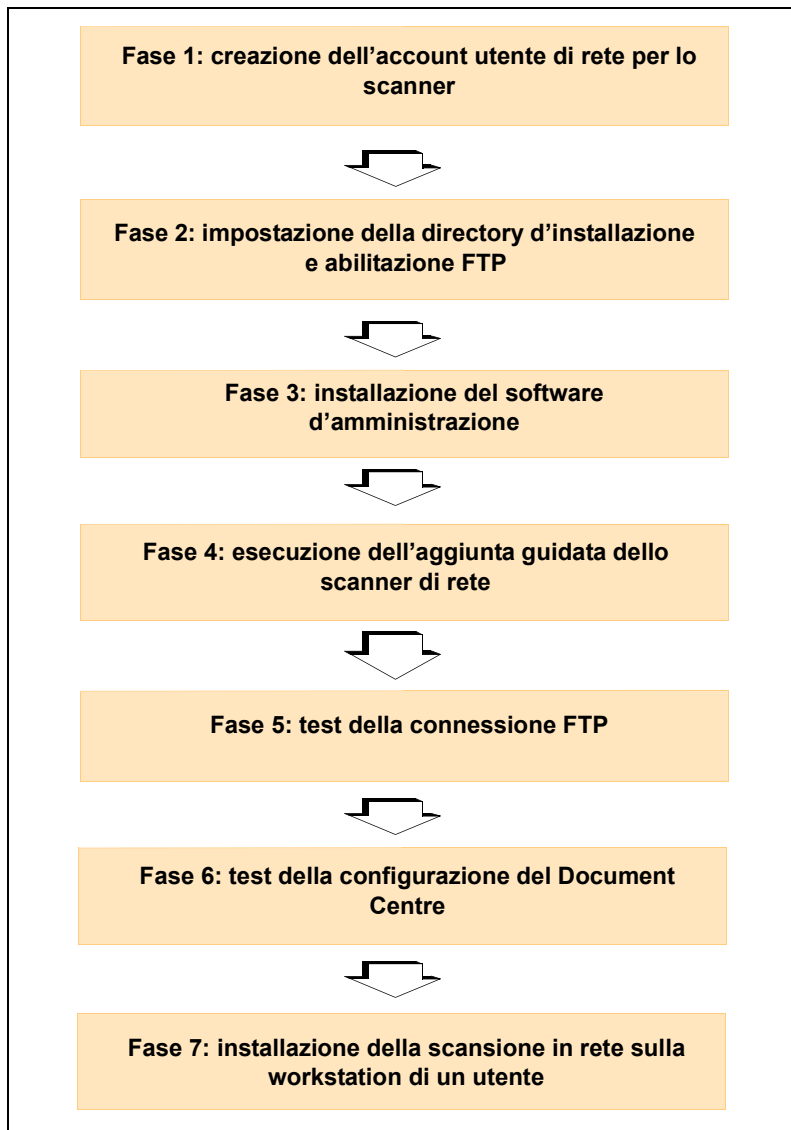 Fase 1: creazione dell’account utente di rete per lo
scanner
Fase 2: impostazione della directory d’installazione
e abilitazione FTP
Fase 3: installazione del software
d’amministrazione
Fase 4: esecuzione dell’aggiunta guidata dello
scanner di rete
Fase 5: test della connessione FTP
Fase 6: test della configurazione del Document
Centre
Fase 7: installazione della scansione in rete sulla
workstation di un utente